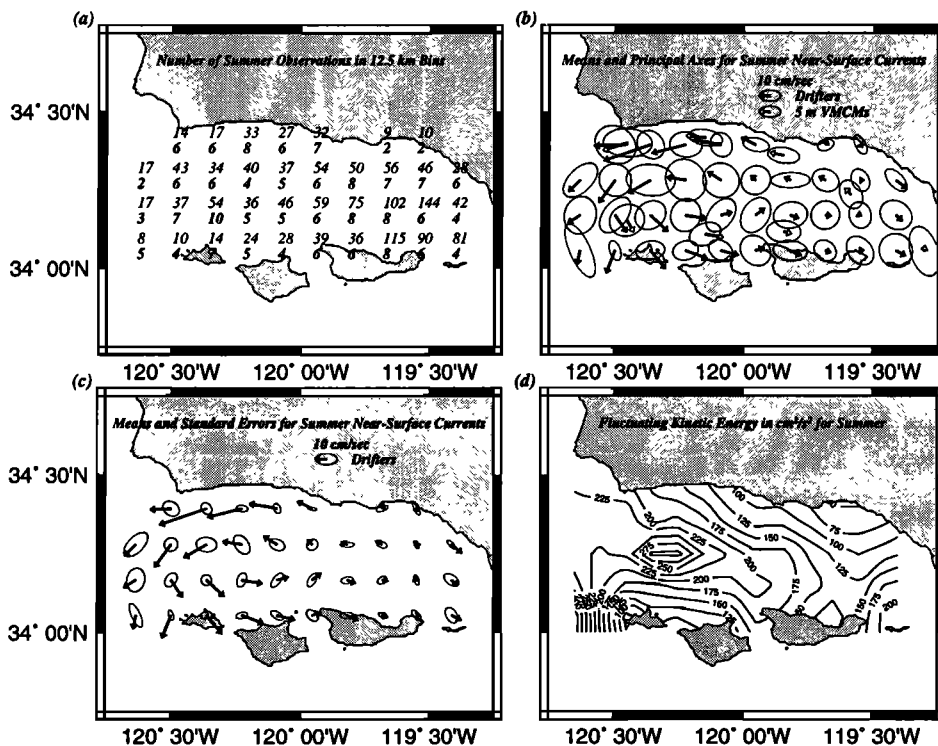 (a)
Number of Summer Observations in 12.5 km Bins
14 17 33 27 32 9 10
6 6 8 6 7 2 2
17 43 34 40 37 54 50 56 46 28
2 6 6 4 5 6 8 7 7 6
17 37 54 36 46 59 75 102 144 42
3 7 10 5 5 6 8 8 6 4
8 10 14 24 28 39 36 115 90 81
5 4 5 4 6 6 8 4
34° 30'N
34° 00'N
120° 30'W 120° 00'W 119° 30'W
(b)
Means and Principal Axes for Summer Near-Surface Currents
10 cm/sec
Drifters
5 m VMCMs
120° 30'W 120° 00'W 119° 30'W
(c)
Means and Standard Errors for Summer Near-Surface Currents
10 cm/sec
Drifters
34° 30'N
34° 00'N
120° 30'W 120° 00'W 119° 30'W
(d)
Fluctuating Kinetic Energy in cm²/s² for Summer
225
200
225
250
225
200
175
150
175
125
150
200
100
75
100
125
175
150
175
200
120° 30'W 120° 00'W 119° 30'W